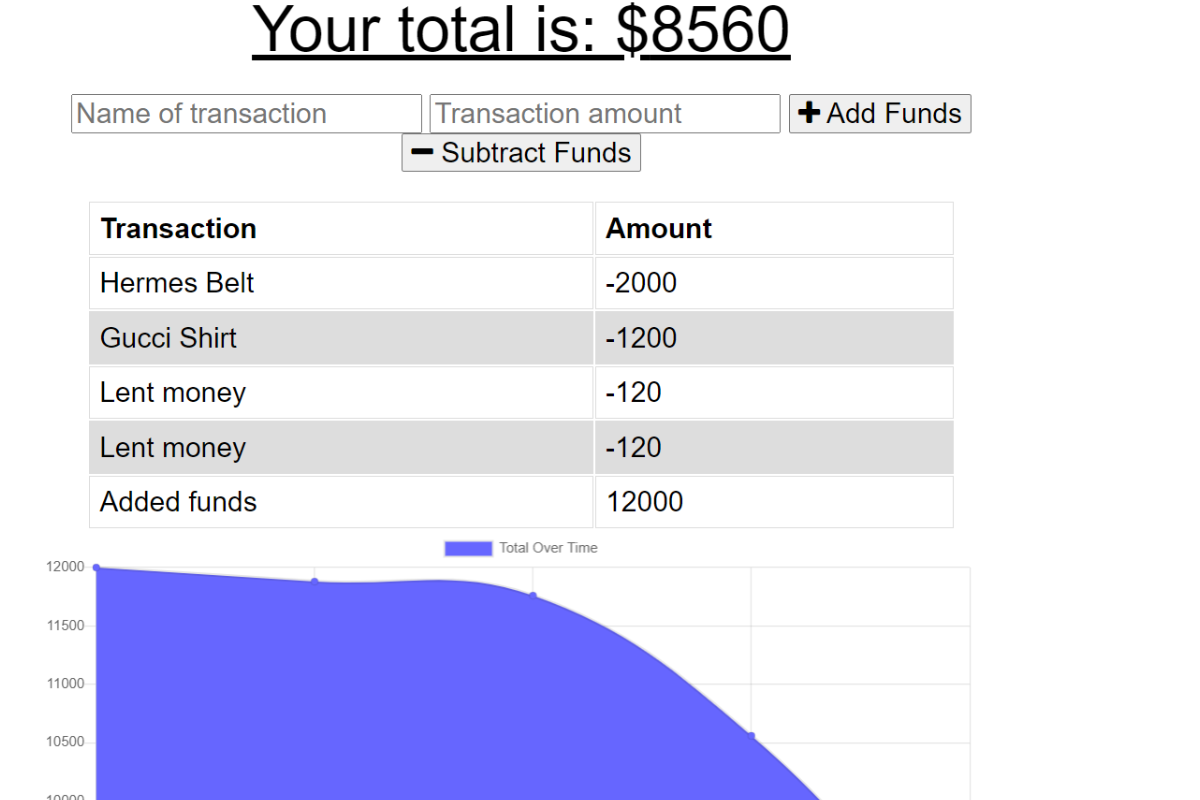 Your total is: $8560
Name of transaction Transaction amount Add Funds
Subtract Funds
Transaction Amount
Hermes Belt -2000
Gucci Shirt -1200
Lent money -120
Lent money -120
Added funds 12000
Total Over Time
12000
11500
11000
10500
10000